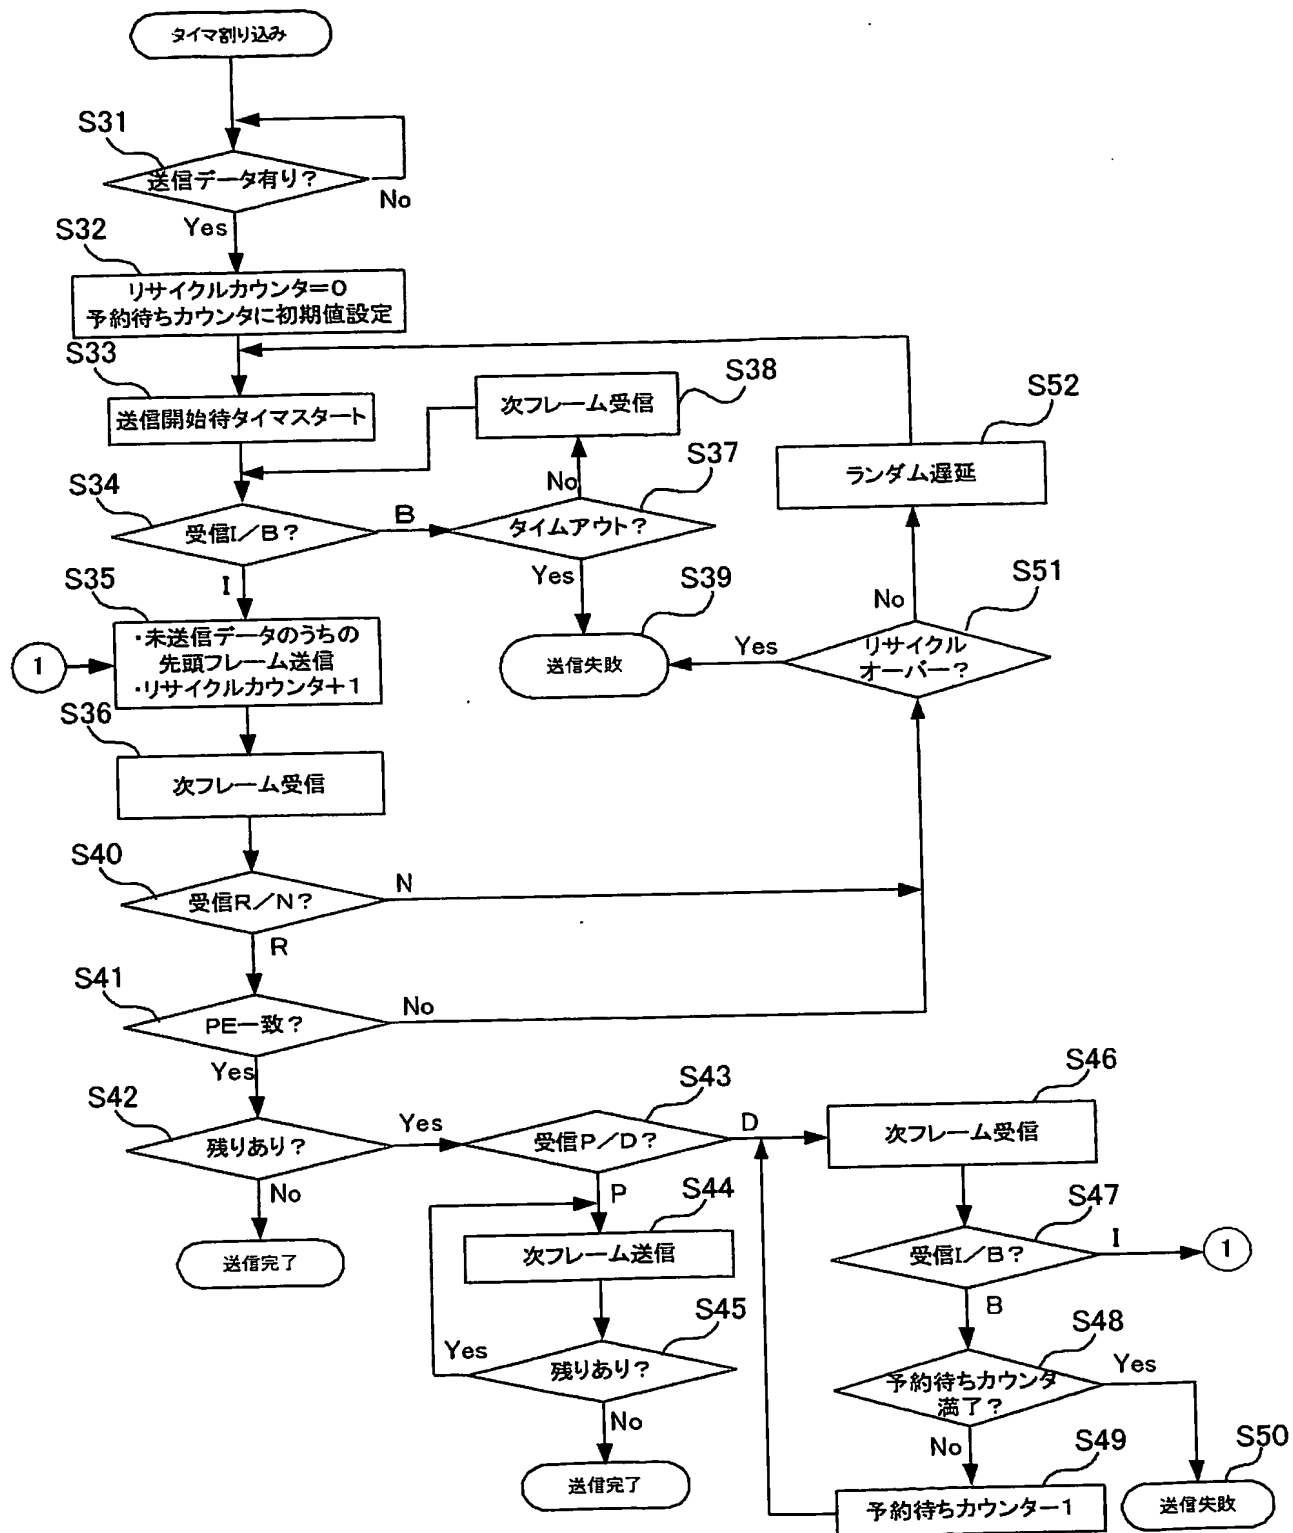 タイマ割り込み
S31
送信データ有り？
No
Yes
S32
リサイクルカウンタ＝0
予約待ちカウンタに初期値設定
S33
送信開始待タイマスタート
次フレーム受信
S38
S52
ランダム遅延
S34
受信I／B？
B
No
S37
タイムアウト？
I
Yes
S39
送信失敗
S51
No
Yes
リサイクル
オーバー？
S35
・未送信データのうちの
先頭フレーム送信
・リサイクルカウンタ＋1
1
S36
次フレーム受信
S40
受信R／N？
N
R
S41
PE一致？
No
Yes
S42
残りあり？
Yes
No
送信完了
S43
受信P／D？
D
P
S44
次フレーム送信
S45
Yes
残りあり？
No
送信完了
S46
次フレーム受信
S47
受信I／B？
I
1
B
S48
予約待ちカウンタ
満了？
Yes
No
S49
予約待ちカウンター1
S50
送信失敗